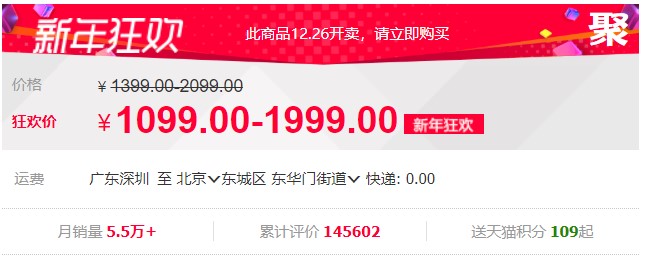 新年狂欢
此商品12.26开卖，请立即购买
聚
价格 ¥ 1399.00-2099.00
狂欢价 ¥ 1099.00-1999.00 新年狂欢
运费 广东深圳 至 北京 东城区 东华门街道 快递: 0.00
月销量 5.5万+ 累计评价 145602 送天猫积分 109起